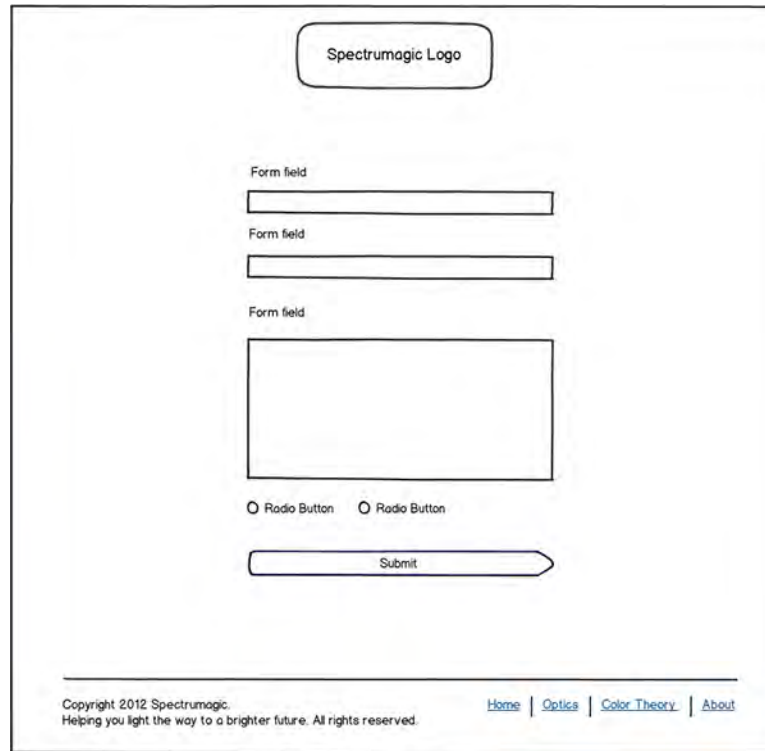 Spectrumagic Logo
Form field
Form field
Form field
Radio Button Radio Button
Submit
Copyright 2012 Spectrumagic.
Helping you light the way to a brighter future. All rights reserved.
Home | Optics | Color Theory | About